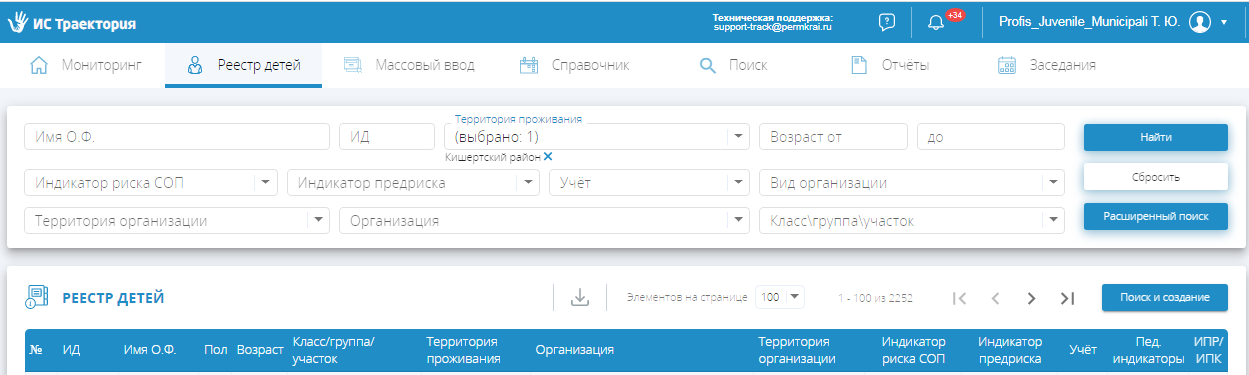 ИС Траектория
Техническая поддержка:
support-track@permkrai.ru
?
+34
Profis_Juvenile_Municipali Т. Ю.
Мониторинг
Реестр детей
Массовый ввод
Справочник
Поиск
Отчёты
Заседания
Имя О.Ф.
ИД
Территория проживания
(выбрано: 1)
Кишертский район ×
Возраст от
до
Найти
Индикатор риска СОП
Индикатор предриска
Учёт
Вид организации
Сбросить
Территория организации
Организация
Класс\группа\участок
Расширенный поиск
РЕЕСТР ДЕТЕЙ
Элементов на странице
100
1 - 100 из 2252
Поиск и создание
№
ИД
Имя О.Ф.
Пол
Возраст
Класс/группа/
участок
Территория
проживания
Организация
Территория
организации
Индикатор
риска СОП
Индикатор
предриска
Учёт
Пед.
индикаторы
ИПР/
ИПК